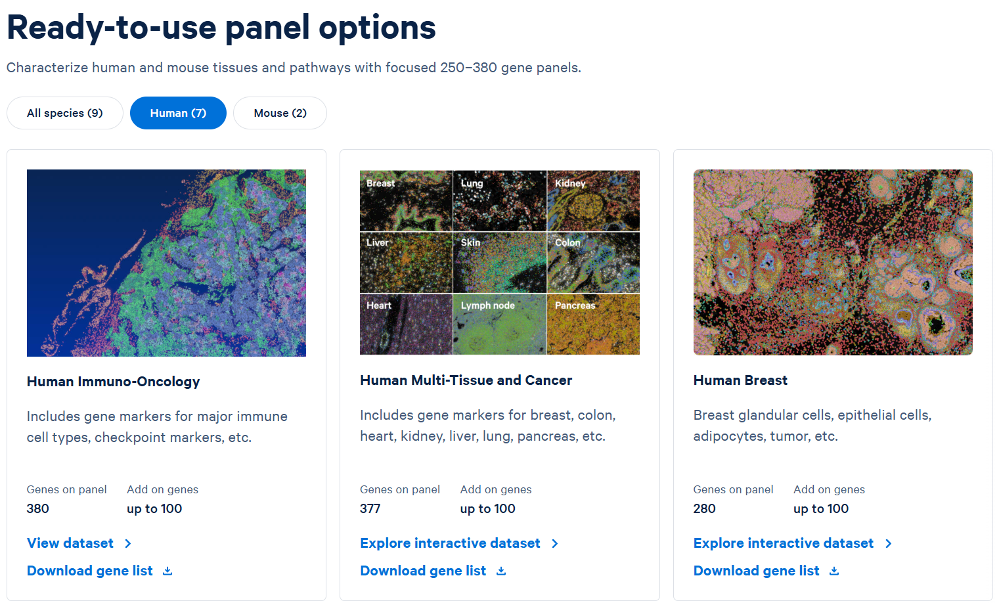 Ready-to-use panel options
Characterize human and mouse tissues and pathways with focused 250–380 gene panels.
All species (9)
Human (7)
Mouse (2)
Human Immuno-Oncology
Includes gene markers for major immune
cell types, checkpoint markers, etc.
Genes on panel
380
Add on genes
up to 100
View dataset
Download gene list
Breast
Lung
Kidney
Liver
Skin
Colon
Heart
Lymph node
Pancreas
Human Multi-Tissue and Cancer
Includes gene markers for breast, colon,
heart, kidney, liver, lung, pancreas, etc.
Genes on panel
377
Add on genes
up to 100
Explore interactive dataset
Download gene list
Human Breast
Breast glandular cells, epithelial cells,
adipocytes, tumor, etc.
Genes on panel
280
Add on genes
up to 100
Explore interactive dataset
Download gene list